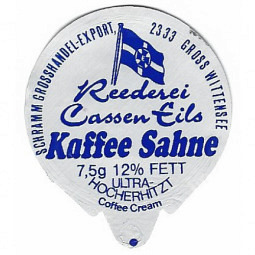 SCHRAMM GROSSHANDEL-EXPORT, 2333 GROSS WITTENSEE
Reederei
Cassen Eils
Kaffee Sahne
7,5g 12% FETT
ULTRA-
HOCHERHITZT
Coffee Cream